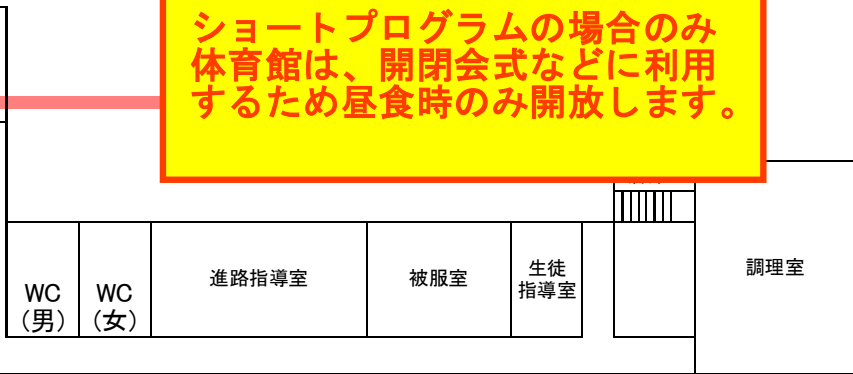 ショートプログラムの場合のみ
体育館は、開閉会式などに利用
するため昼食時のみ開放します。
WC
（男）
WC
（女）
進路指導室
被服室
生徒
指導室
調理室